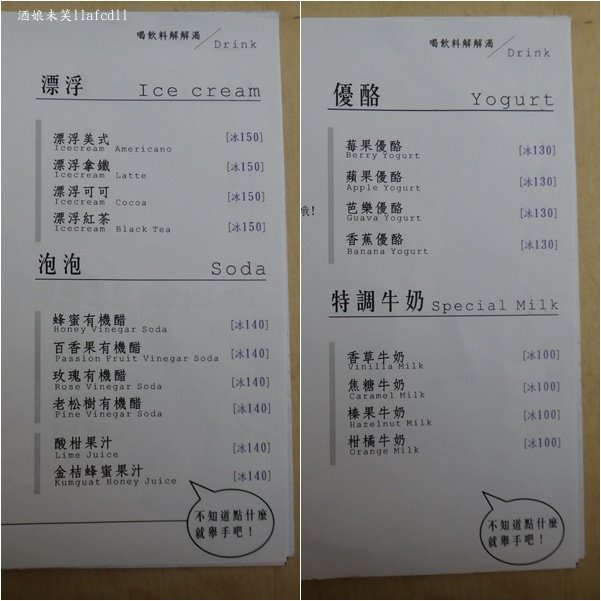 酒娘未笑llafcdll
喝飲料解解渴 Drink
漂浮 Ice cream
漂浮美式 [冰150]
Icecream Americano
漂浮拿鐵 [冰150]
Icecream Latte
漂浮可可 [冰150]
Icecream Cocoa
漂浮紅茶 [冰150]
Icecream Black Tea
泡泡 Soda
蜂蜜有機醋 [冰140]
Honey Vinegar Soda
百香果有機醋 [冰140]
Passion Fruit Vinegar Soda
玫瑰有機醋 [冰140]
Rose Vinegar Soda
老松樹有機醋 [冰140]
Pine Vinegar Soda
酸柑果汁 [冰140]
Lime Juice
金桔蜂蜜果汁 [冰140]
Kumguat Honey Juice
不知道點什麼
就舉手吧！
喝飲料解解渴 Drink
優酪 Yogurt
莓果優酪 [冰130]
Berry Yogurt
蘋果優酪 [冰130]
Apple Yogurt
哦！
芭樂優酪 [冰130]
Guava Yogurt
香蕉優酪 [冰130]
Banana Yogurt
特調牛奶 Special Milk
香草牛奶 [冰100]
Vinilla Milk
焦糖牛奶 [冰100]
Caramel Milk
榛果牛奶 [冰100]
Hazelnut Milk
柑橘牛奶 [冰100]
Orange Milk
不知道點什麼
就舉手吧！